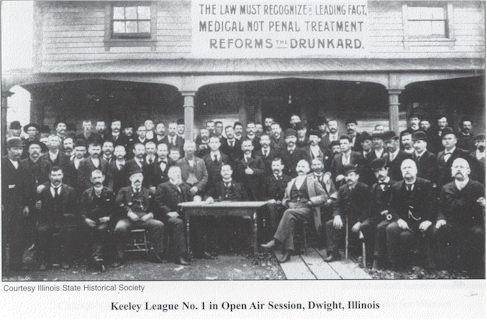 THE LAW MUST RECOGNIZE A LEADING FACT,
MEDICAL NOT PENAL TREATMENT
REFORMS THE DRUNKARD.
Courtesy Illinois State Historical Society
Keeley League No. 1 in Open Air Session, Dwight, Illinois